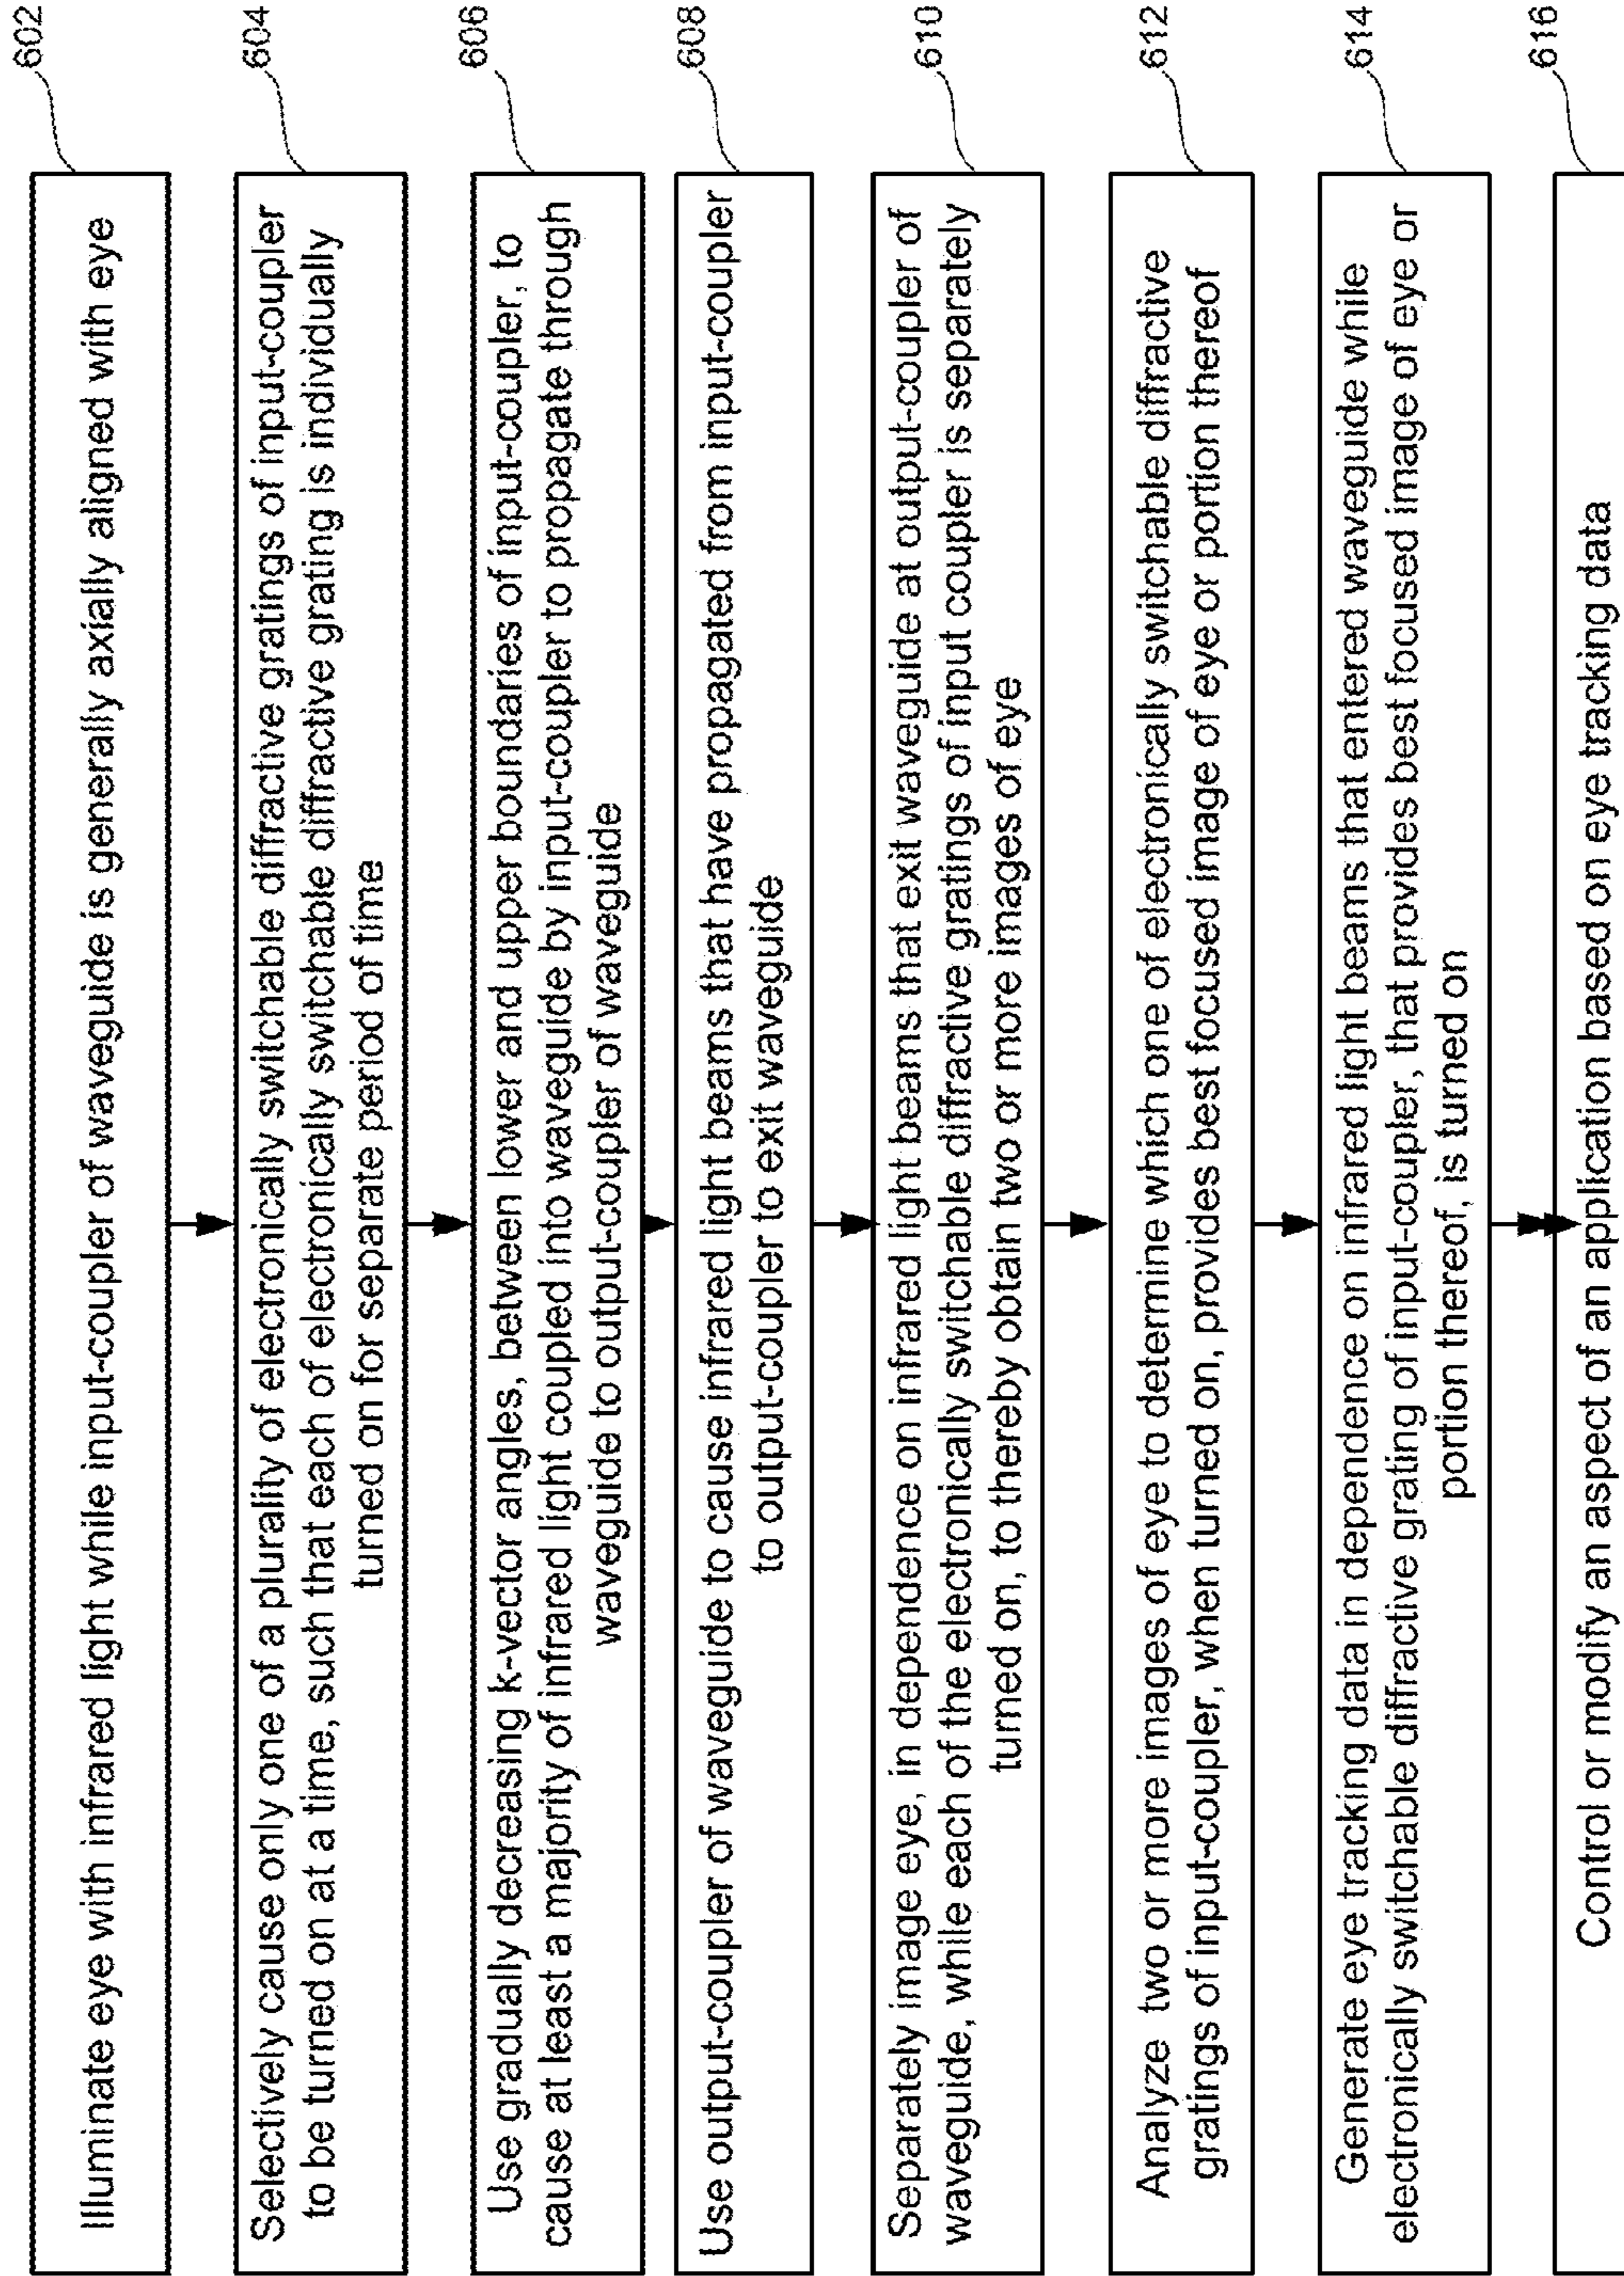 602
Illuminate eye with infrared light while input-coupler of waveguide is generally axially aligned with eye
604
Selectively cause only one of a plurality of electronically switchable diffractive gratings of input-coupler
to be turned on at a time, such that each of electronically switchable diffractive grating is individually
turned on for separate period of time
606
Use gradually decreasing k-vector angles, between lower and upper boundaries of input-coupler, to
cause at least a majority of infrared light coupled into waveguide by input-coupler to propagate through
waveguide to output-coupler of waveguide
608
Use output-coupler of waveguide to cause infrared light beams that have propagated from input-coupler
to output-coupler to exit waveguide
610
Separately image eye, in dependence on infrared light beams that exit waveguide at output-coupler of
waveguide, while each of the electronically switchable diffractive gratings of input coupler is separately
turned on, to thereby obtain two or more images of eye
612
Analyze two or more images of eye to determine which one of electronically switchable diffractive
gratings of input-coupler, when turned on, provides best focused image of eye or portion thereof
614
Generate eye tracking data in dependence on infrared light beams that entered waveguide while
electronically switchable diffractive grating of input-coupler, that provides best focused image of eye or
portion thereof, is turned on
616
Control or modify an aspect of an application based on eye tracking data